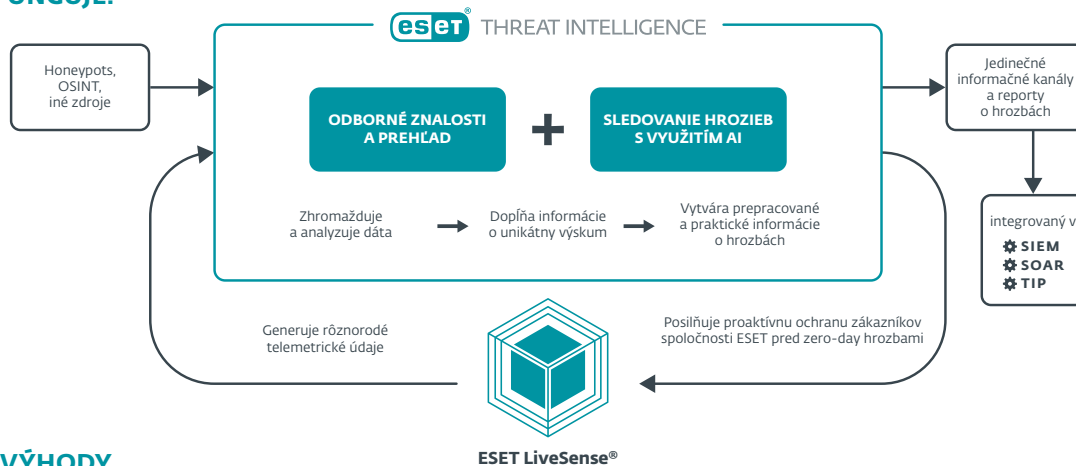 eseT® THREAT INTELLIGENCE
Honeypots,
OSINT,
iné zdroje
ODBORNÉ ZNALOSTI
A PREHĽAD
+
SLEDOVANIE HROZIEB
S VYUŽITÍM AI
Jedinečné
informačné kanály
a reporty
o hrozbách
Zhromažduje
a analyzuje dáta
Dopĺňa informácie
o unikátny výskum
Vytvára prepracované
a praktické informácie
o hrozbách
integrovaný v
SIEM
SOAR
TIP
Generuje rôznorodé
telemetrické údaje
Posilňuje proaktívnu ochranu zákazníkov
spoločnosti ESET pred zero-day hrozbami
ESET LiveSense®
VÝHODY